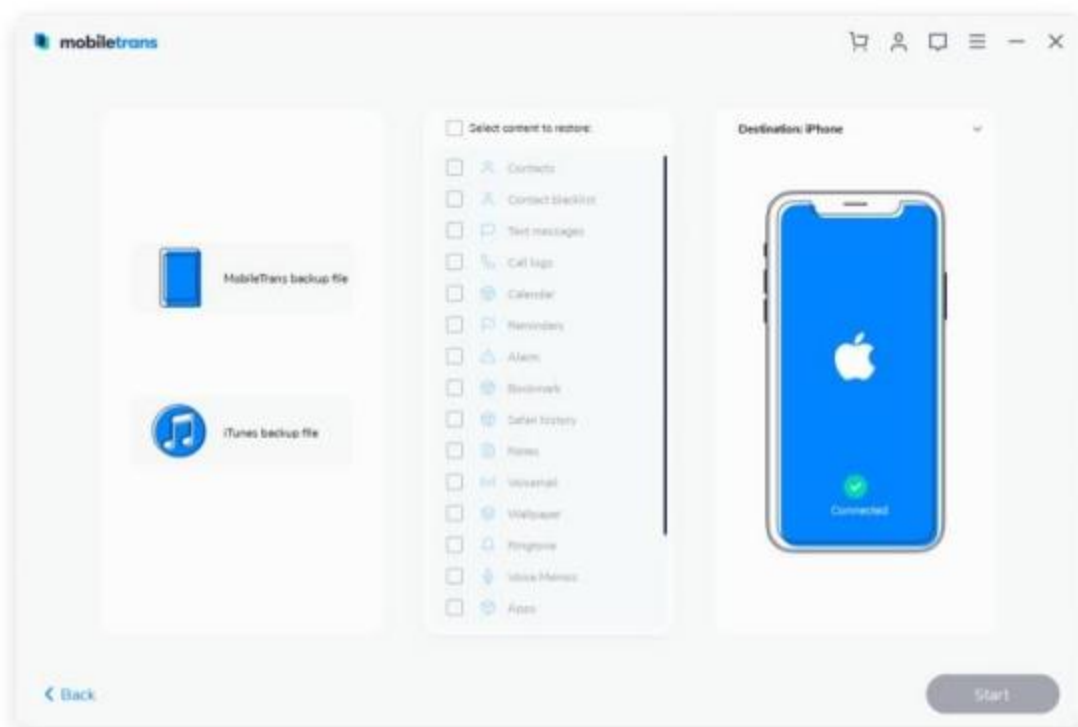 mobiletrans
MobileTrans backup file
iTunes backup file
Select content to restore:
Contacts
Contact blacklist
Text messages
Call logs
Calendar
Reminders
Alarm
Bookmark
Safari history
Notes
Voicemail
Wallpaper
Ringtone
Voice Memos
Apps
Destination: iPhone
Connected
Back
Start